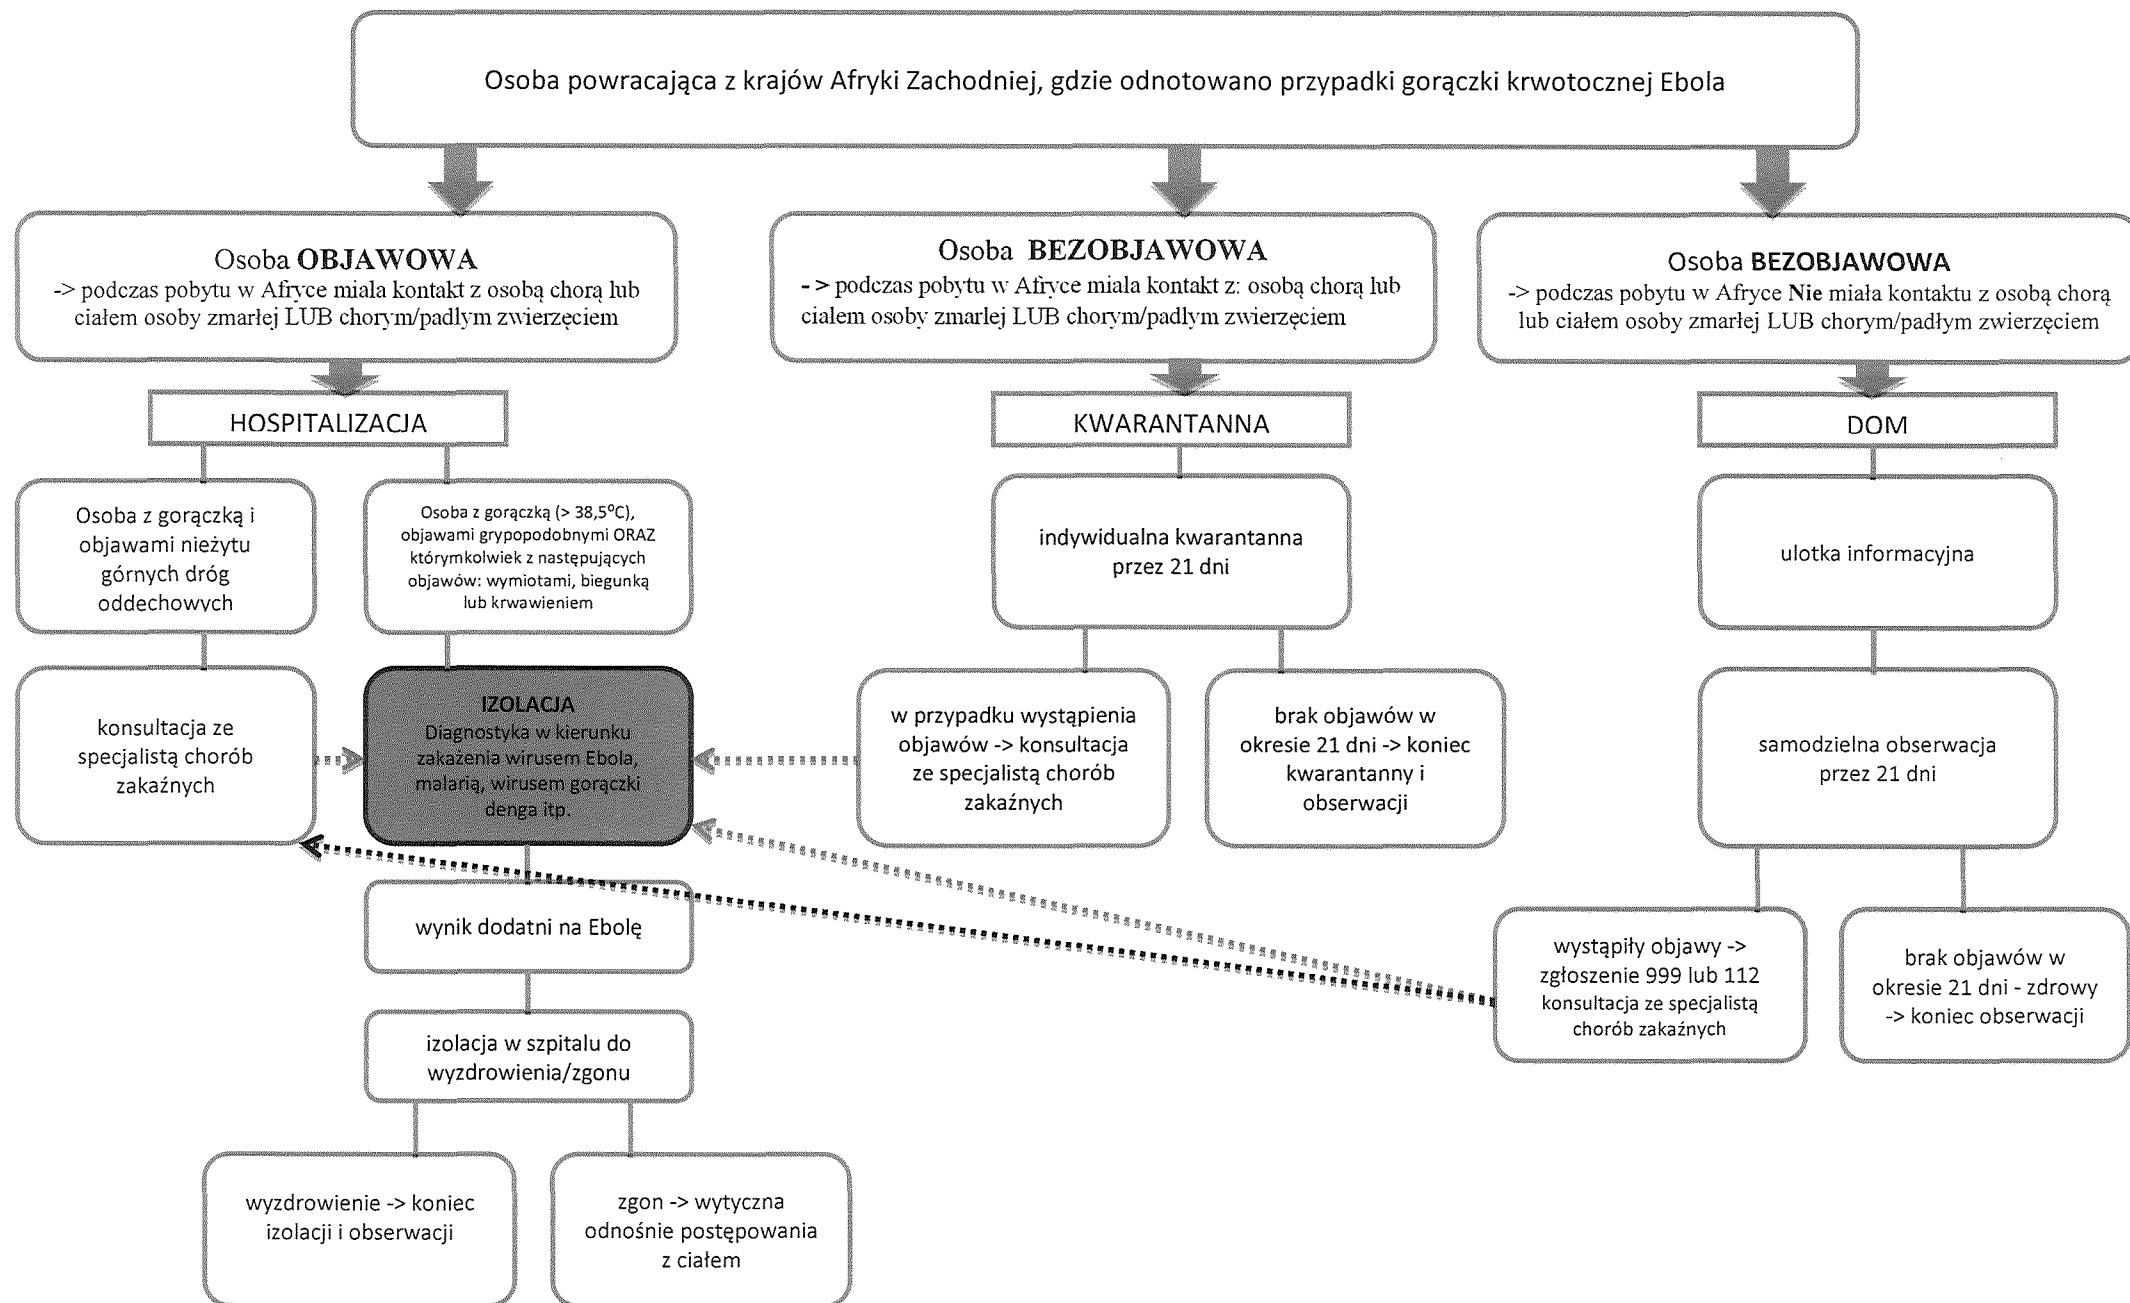 Osoba powracająca z krajów Afryki Zachodniej, gdzie odnotowano przypadki gorączki krwotocznej Ebola
Osoba OBJAWOWA
-> podczas pobytu w Afryce miala kontakt z osobą chorą lub
ciałem osoby zmarłej LUB chorym/padłym zwierzęciem
Osoba BEZOBJAWOWA
- > podczas pobytu w Afryce miala kontakt z: osobą chorą lub
cialem osoby zmarlej LUB chorym/padlym zwierzęciem
Osoba BEZOBJAWOWA
-> podczas pobytu w Afryce Nie miała kontaktu z osobą chorą
lub ciałem osoby zmarłej LUB chorym/padłym zwierzęciem
HOSPITALIZACJA
KWARANTANNA
DOM
Osoba z gorączką i
objawami nieżytu
górnych dróg
oddechowych
Osoba z gorączką (> 38,5⁰C),
objawami grypopodobnymi ORAZ
którymkolwiek z następujących
objawów: wymiotami, biegunką
lub krwawieniem
indywidualna kwarantanna
przez 21 dni
ulotka informacyjna
konsultacja ze
specjalistą chorób
zakaźnych
IZOLACJA
Diagnostyka w kierunku
zakażenia wirusem Ebola,
malarią, wirusem gorączki
denga itp.
w przypadku wystąpienia
objawów -> konsultacja
ze specjalistą chorób
zakaźnych
brak objawów w
okresie 21 dni -> koniec
kwarantanny i
obserwacji
samodzielna obserwacja
przez 21 dni
wynik dodatni na Ebolę
wystąpiły objawy ->
zgłoszenie 999 lub 112
konsultacja ze specjalistą
chorób zakaźnych
brak objawów w
okresie 21 dni - zdrowy
-> koniec obserwacji
izolacja w szpitalu do
wyzdrowienia/zgonu
wyzdrowienie -> koniec
izolacji i obserwacji
zgon -> wytyczna
odnośnie postępowania
z ciałem